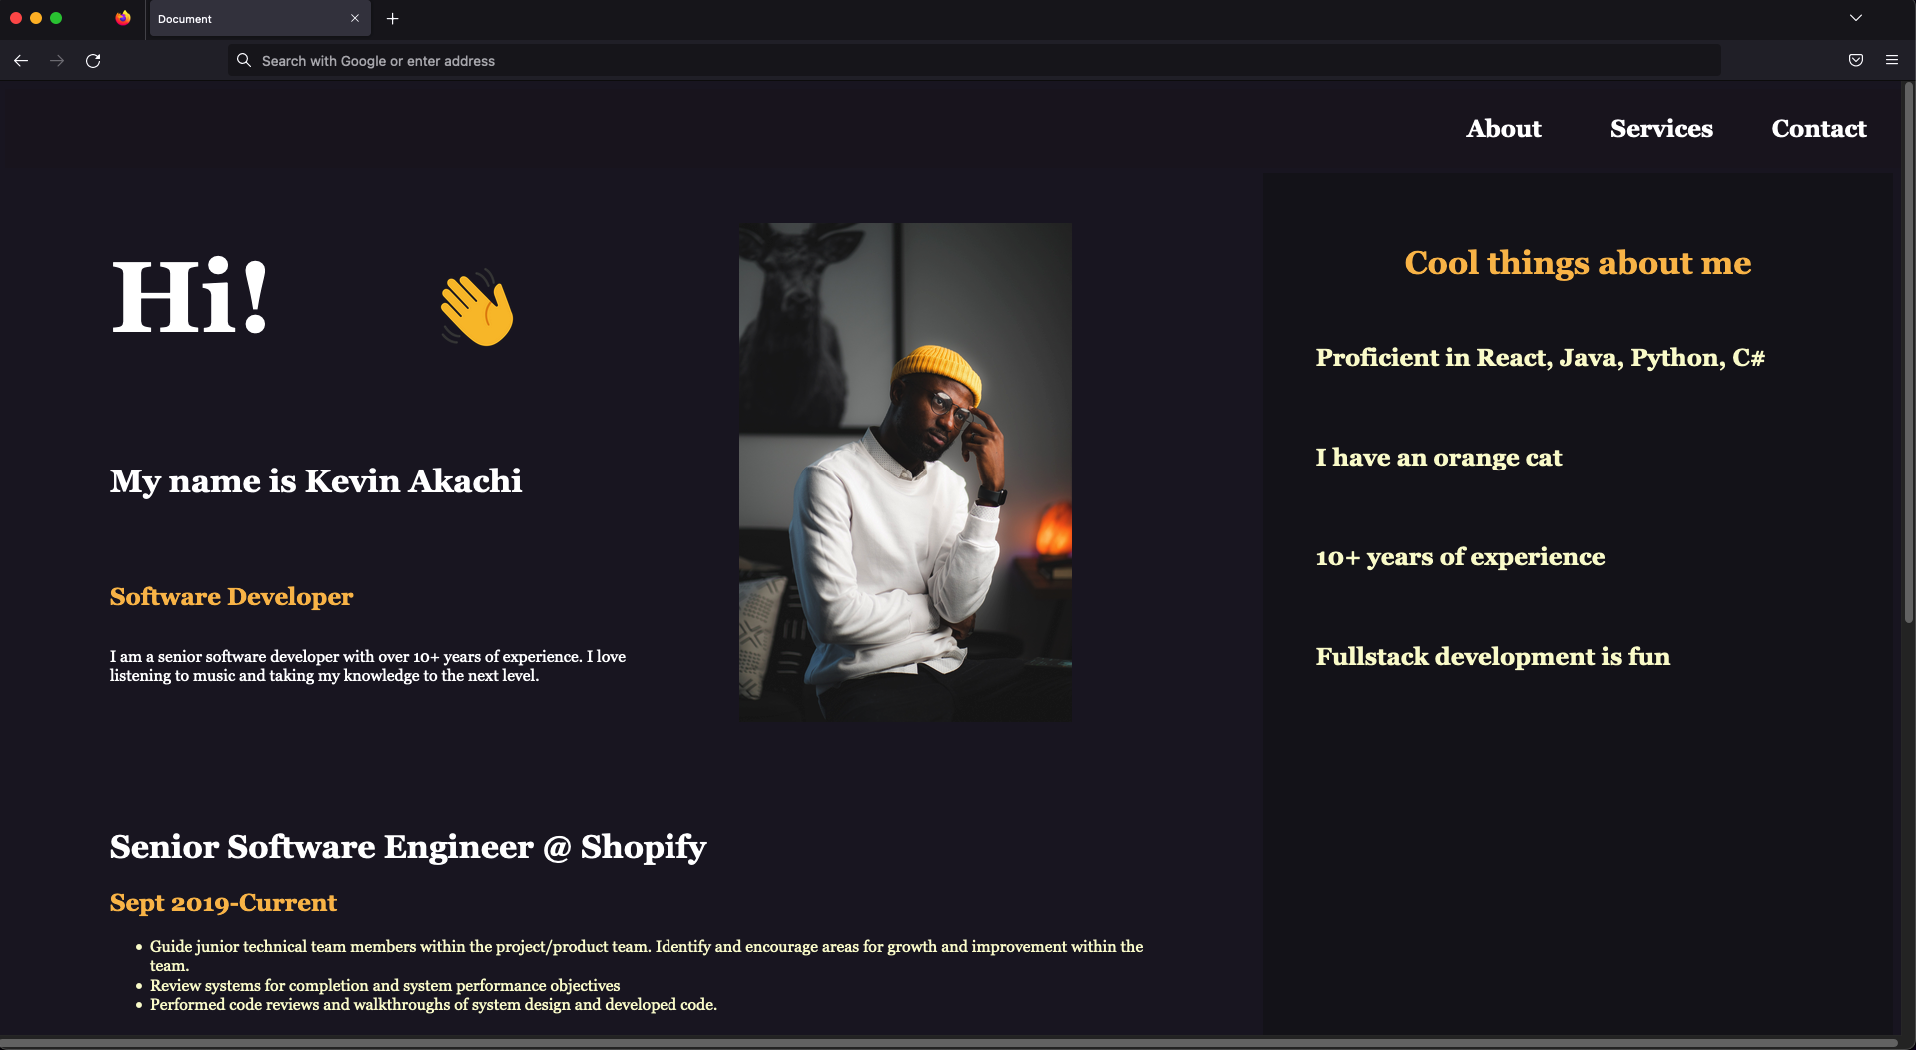 Document
Search with Google or enter address
About Services Contact
Hi!
My name is Kevin Akachi
Software Developer
I am a senior software developer with over 10+ years of experience. I love
listening to music and taking my knowledge to the next level.
Cool things about me
Proficient in React, Java, Python, C#
I have an orange cat
10+ years of experience
Fullstack development is fun
Senior Software Engineer @ Shopify
Sept 2019-Current
• Guide junior technical team members within the project/product team. Identify and encourage areas for growth and improvement within the
team.
• Review systems for completion and system performance objectives
• Performed code reviews and walkthroughs of system design and developed code.